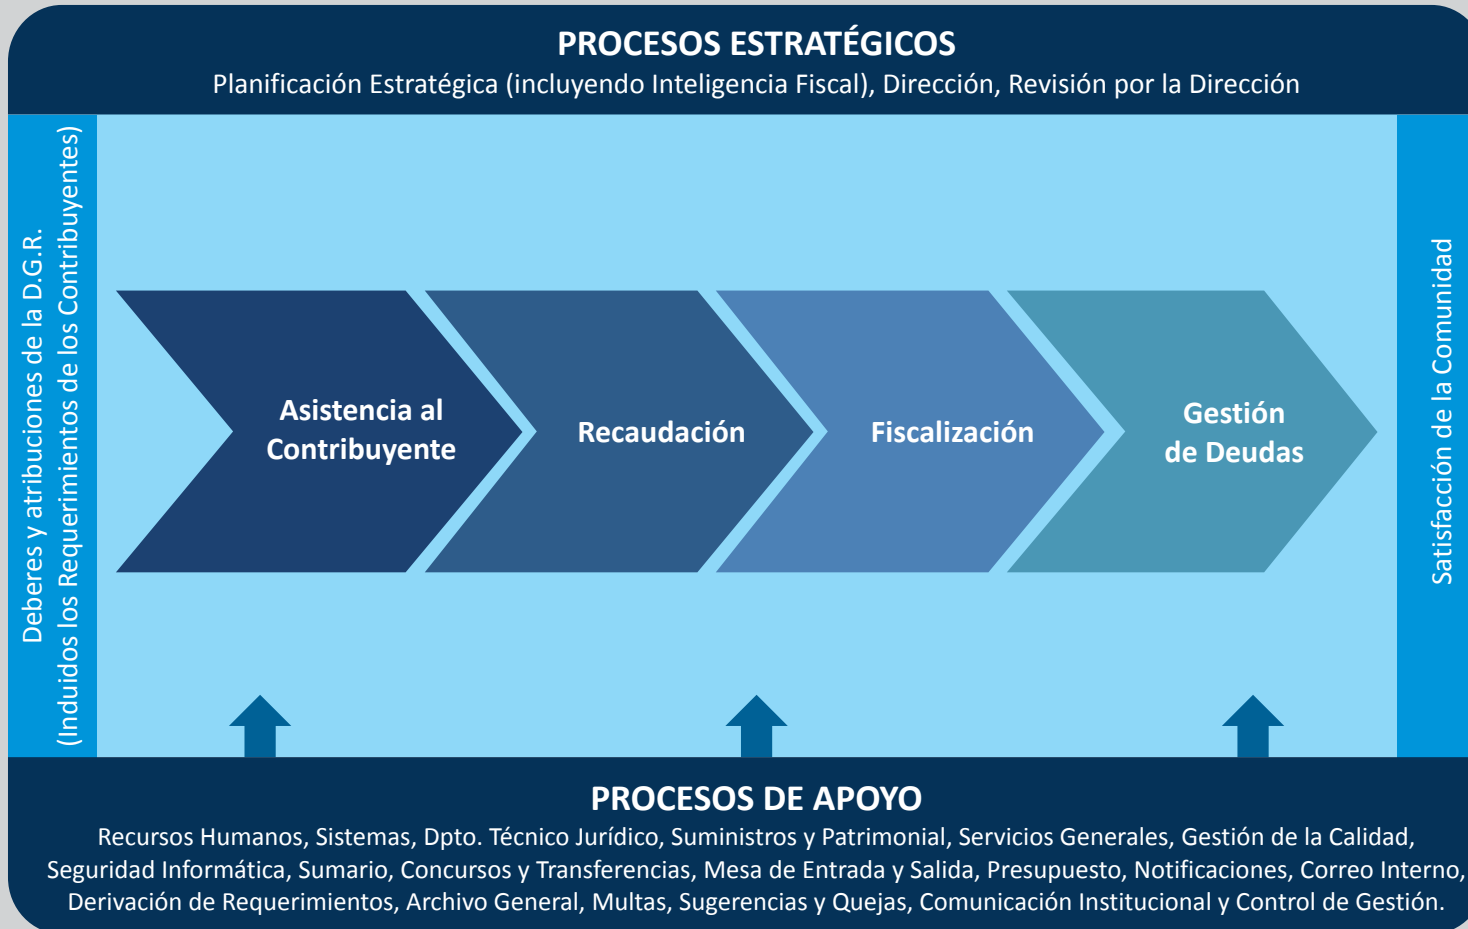 PROCESOS ESTRATÉGICOS
Planificación Estratégica (incluyendo Inteligencia Fiscal), Dirección, Revisión por la Dirección
Deberes y atribuciones de la D.G.R.
(Induidos los Requerimientos de los Contribuyentes)
Asistencia al
Contribuyente
Recaudación
Fiscalización
Gestión
de Deudas
Satisfacción de la Comunidad
PROCESOS DE APOYO
Recursos Humanos, Sistemas, Dpto. Técnico Jurídico, Suministros y Patrimonial, Servicios Generales, Gestión de la Calidad,
Seguridad Informática, Sumario, Concursos y Transferencias, Mesa de Entrada y Salida, Presupuesto, Notificaciones, Correo Interno,
Derivación de Requerimientos, Archivo General, Multas, Sugerencias y Quejas, Comunicación Institucional y Control de Gestión.